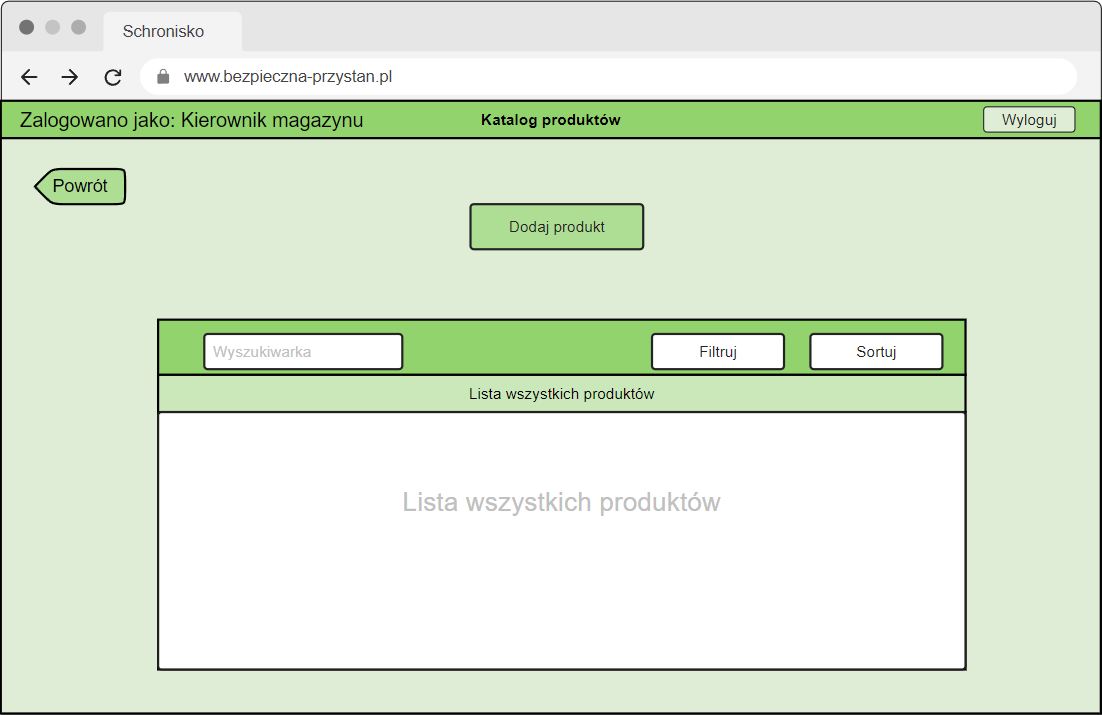 Schronisko
www.bezpieczna-przystan.pl
Zalogowano jako: Kierownik magazynu
Katalog produktów
Wyloguj
Powrót
Dodaj produkt
Wyszukiwarka
Filtruj
Sortuj
Lista wszystkich produktów
Lista wszystkich produktów